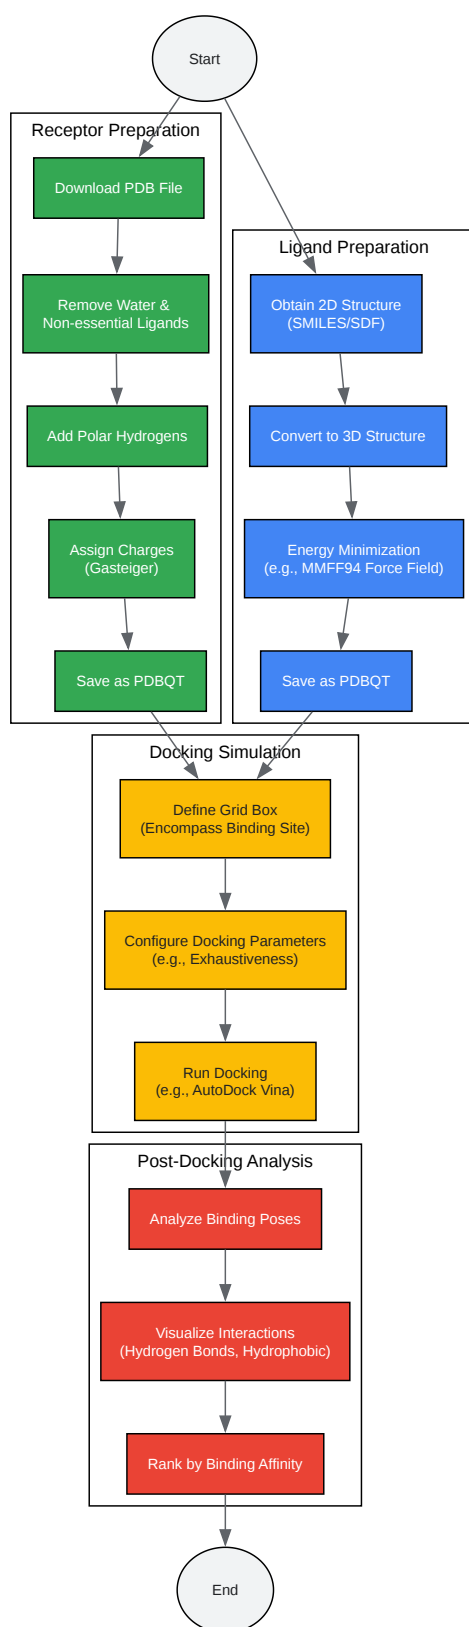 Start
Receptor Preparation
Download PDB File
Remove Water &
Non-essential Ligands
Add Polar Hydrogens
Assign Charges
(Gasteiger)
Save as PDBQT
Ligand Preparation
Obtain 2D Structure
(SMILES/SDF)
Convert to 3D Structure
Energy Minimization
(e.g., MMFF94 Force Field)
Save as PDBQT
Docking Simulation
Define Grid Box
(Encompass Binding Site)
Configure Docking Parameters
(e.g., Exhaustiveness)
Run Docking
(e.g., AutoDock Vina)
Post-Docking Analysis
Analyze Binding Poses
Visualize Interactions
(Hydrogen Bonds, Hydrophobic)
Rank by Binding Affinity
End